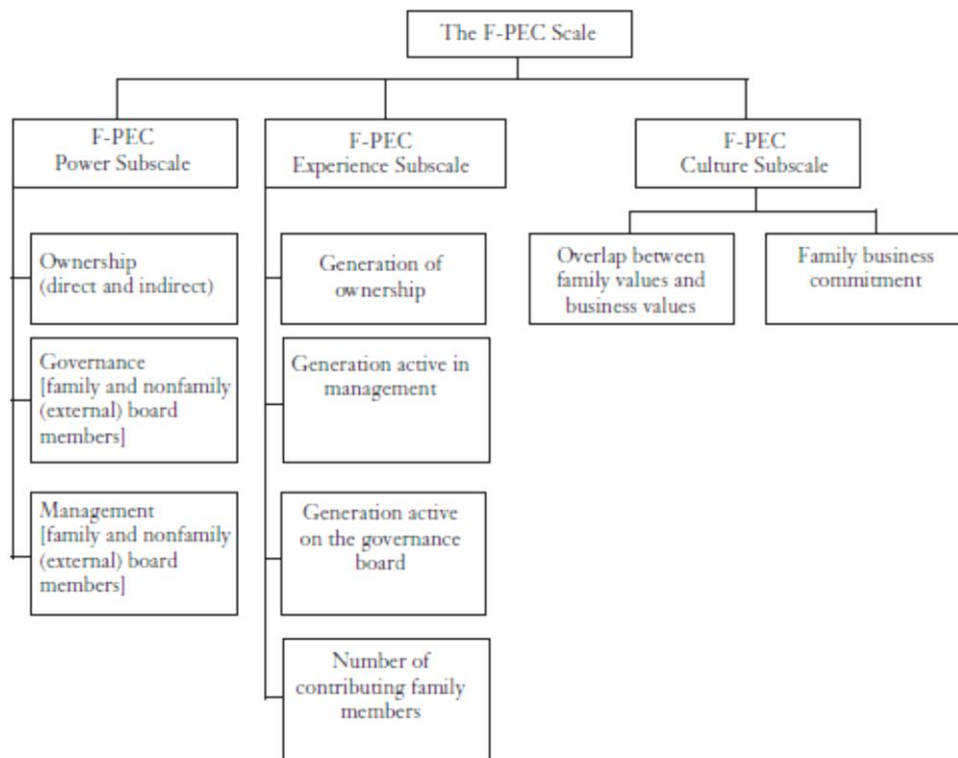 The F-PEC Scale
F-PEC
Power Subscale
Ownership
(direct and indirect)
Governance
[family and nonfamily
(external) board
members]
Management
[family and nonfamily
(external) board
members]
F-PEC
Experience Subscale
Generation of
ownership
Generation active in
management
Generation active
on the governance
board
Number of
contributing family
members
F-PEC
Culture Subscale
Overlap between
family values and
business values
Family business
commitment